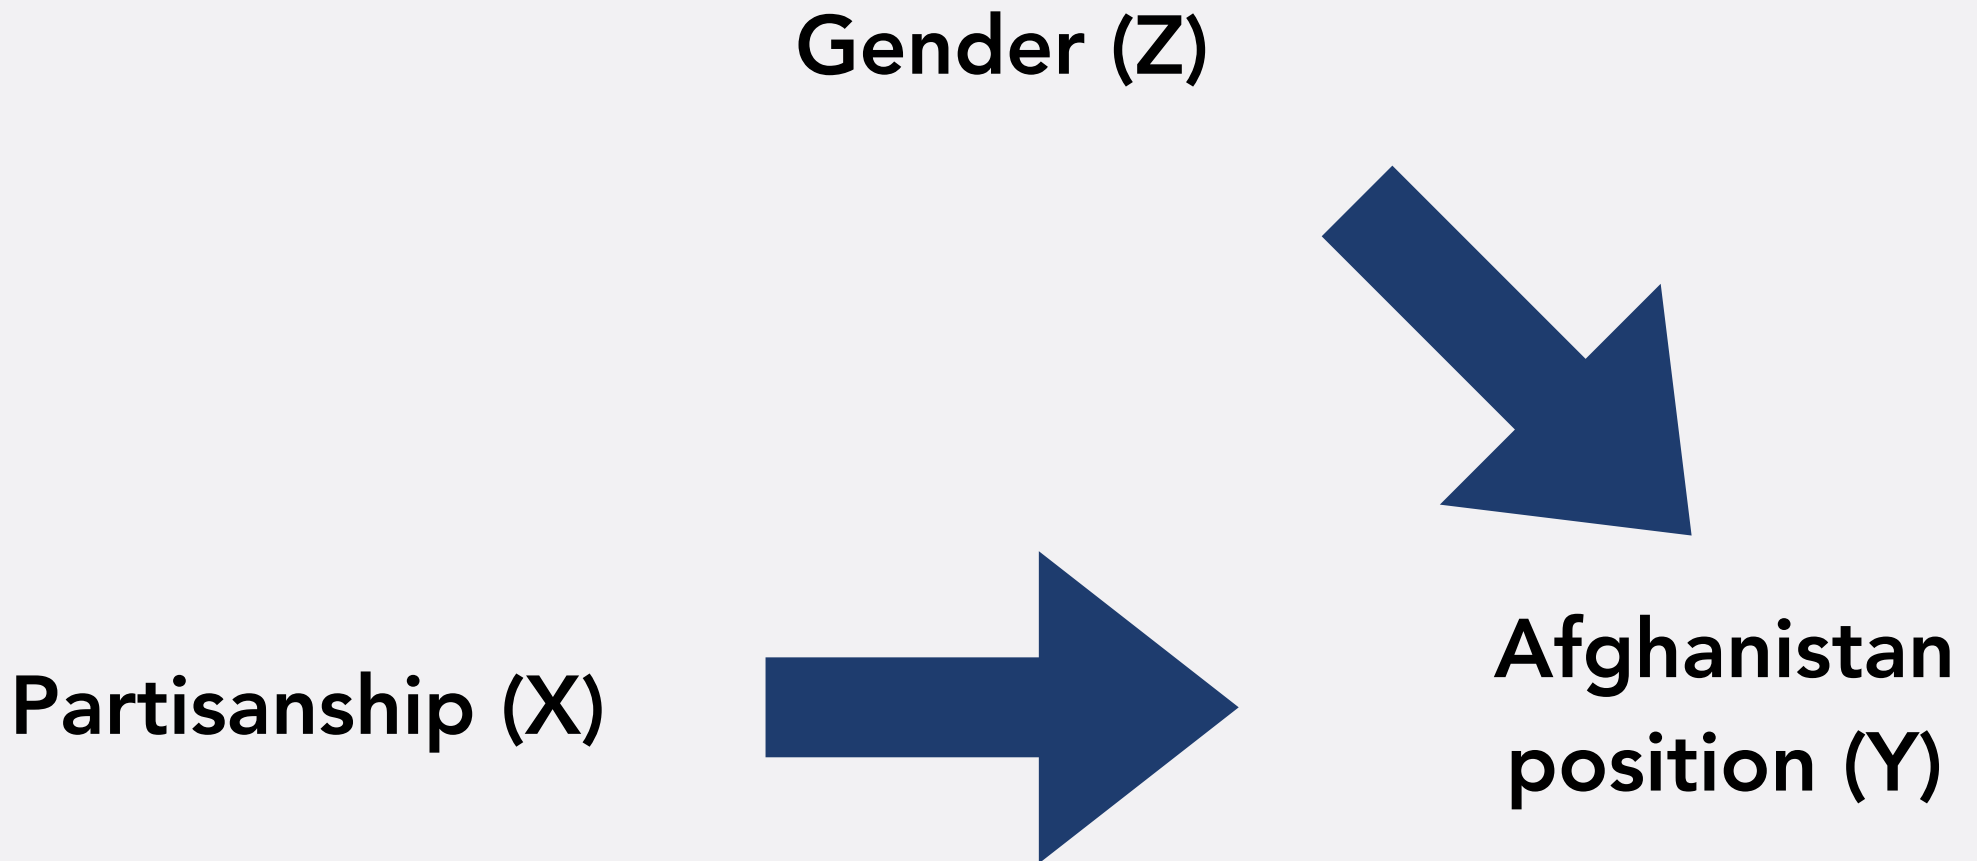 Gender (Z)
Partisanship (X)
Afghanistan
position (Y)